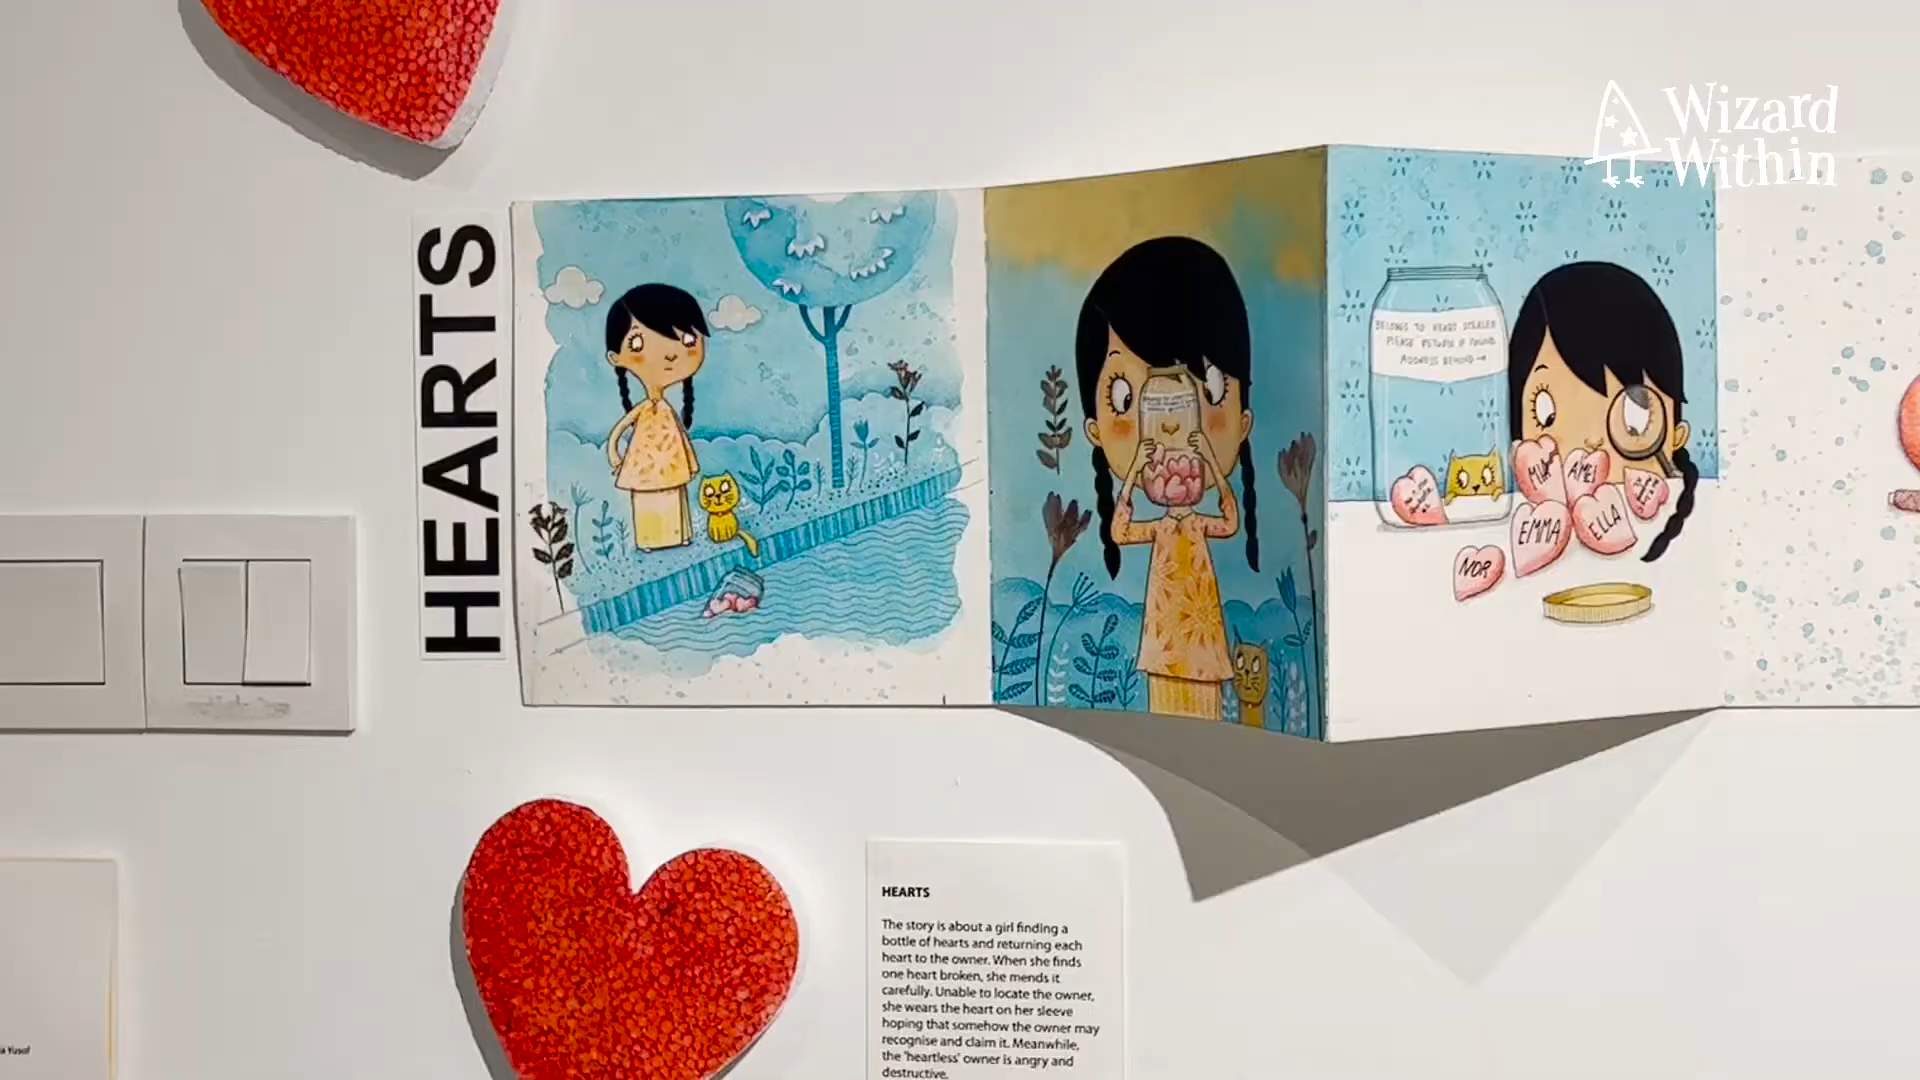 Wizard
Within
HEARTS
BELONGS TO HEART STEALER
PLEASE RETURN IF FOUND
ADDRESS BEHIND →
MIA
AMEI
EMMA
ELLA
NOR
HEARTS
The story is about a girl finding a
bottle of hearts and returning each
heart to the owner. When she finds
one heart broken, she mends it
carefully. Unable to locate the owner,
she wears the heart on her sleeve
hoping that somehow the owner may
recognise and claim it. Meanwhile,
the 'heartless' owner is angry and
destructive.
Yusof